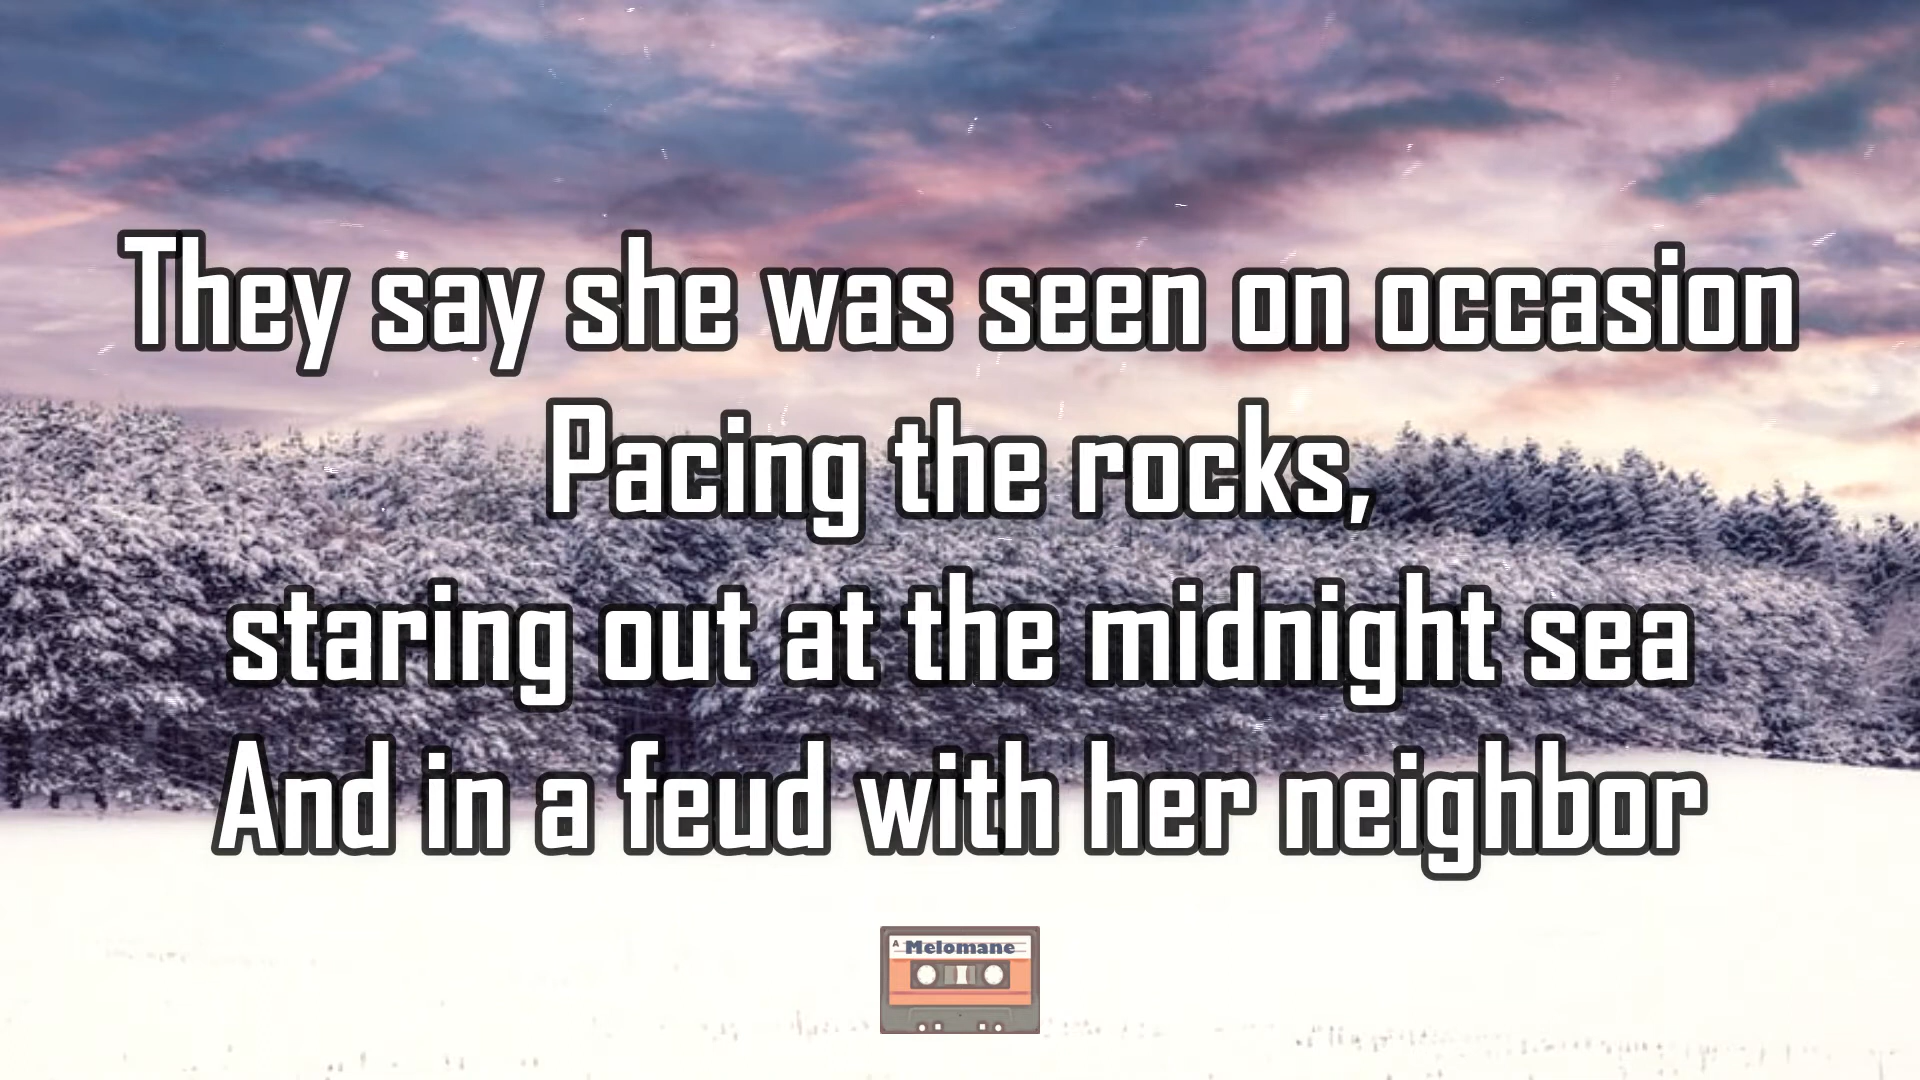 They say she was seen on occasion
Pacing the rocks,
staring out at the midnight sea
And in a feud with her neighbor
A Melomane